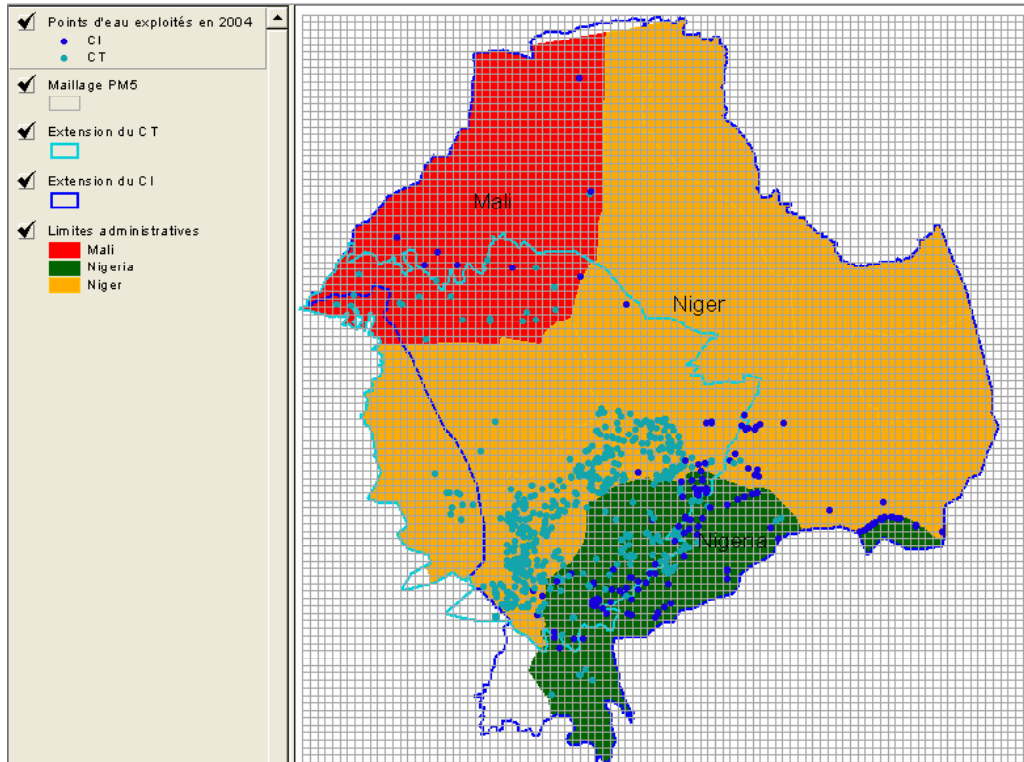 Points d'eau exploités en 2004
CI
CT
Maillage PM5
Extension du CT
Extension du CI
Limites administratives
Mali
Nigeria
Niger
Mali
Niger
Nigeria